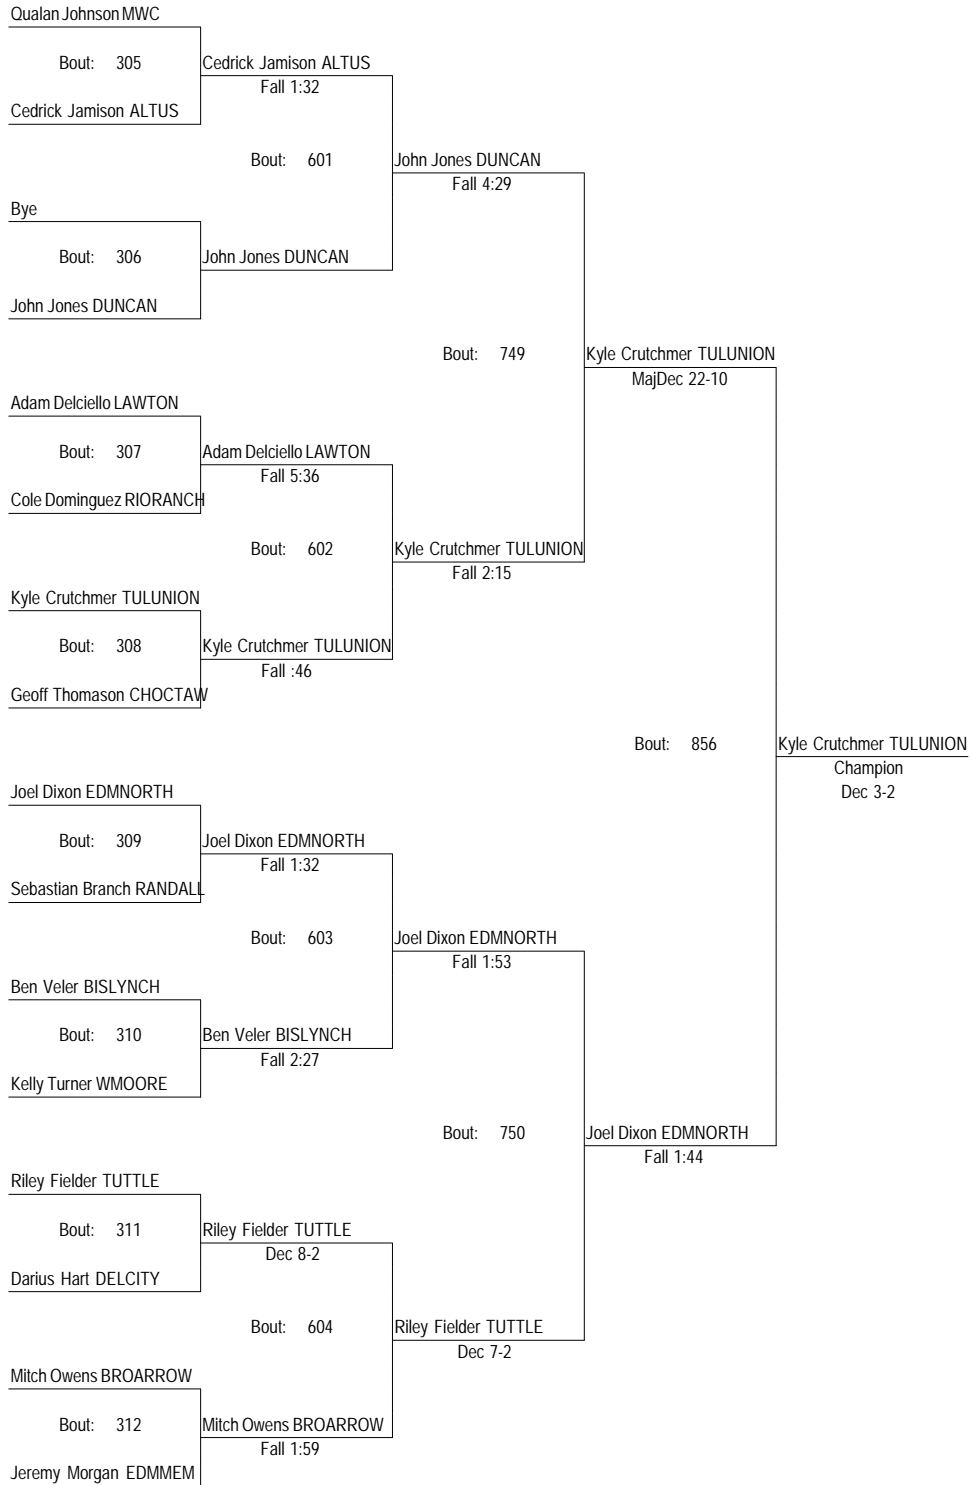 Qualan Johnson MWC
Bout: 305 Cedrick Jamison ALTUS
Fall 1:32
Cedrick Jamison ALTUS
Bout: 601 John Jones DUNCAN
Fall 4:29
Bye
Bout: 306 John Jones DUNCAN
John Jones DUNCAN
Bout: 749 Kyle Crutchmer TULUNION
MajDec 22-10
Adam Delciello LAWTON
Bout: 307 Adam Delciello LAWTON
Fall 5:36
Cole Dominguez RIORANCH
Bout: 602 Kyle Crutchmer TULUNION
Fall 2:15
Kyle Crutchmer TULUNION
Bout: 308 Kyle Crutchmer TULUNION
Fall :46
Geoff Thomason CHOCTAW
Bout: 856 Kyle Crutchmer TULUNION
Champion
Dec 3-2
Joel Dixon EDMNORTH
Bout: 309 Joel Dixon EDMNORTH
Fall 1:32
Sebastian Branch RANDALL
Bout: 603 Joel Dixon EDMNORTH
Fall 1:53
Ben Veler BISLYNCH
Bout: 310 Ben Veler BISLYNCH
Fall 2:27
Kelly Turner WMOORE
Bout: 750 Joel Dixon EDMNORTH
Fall 1:44
Riley Fielder TUTTLE
Bout: 311 Riley Fielder TUTTLE
Dec 8-2
Darius Hart DELCITY
Bout: 604 Riley Fielder TUTTLE
Dec 7-2
Mitch Owens BROARROW
Bout: 312 Mitch Owens BROARROW
Fall 1:59
Jeremy Morgan EDMMEM